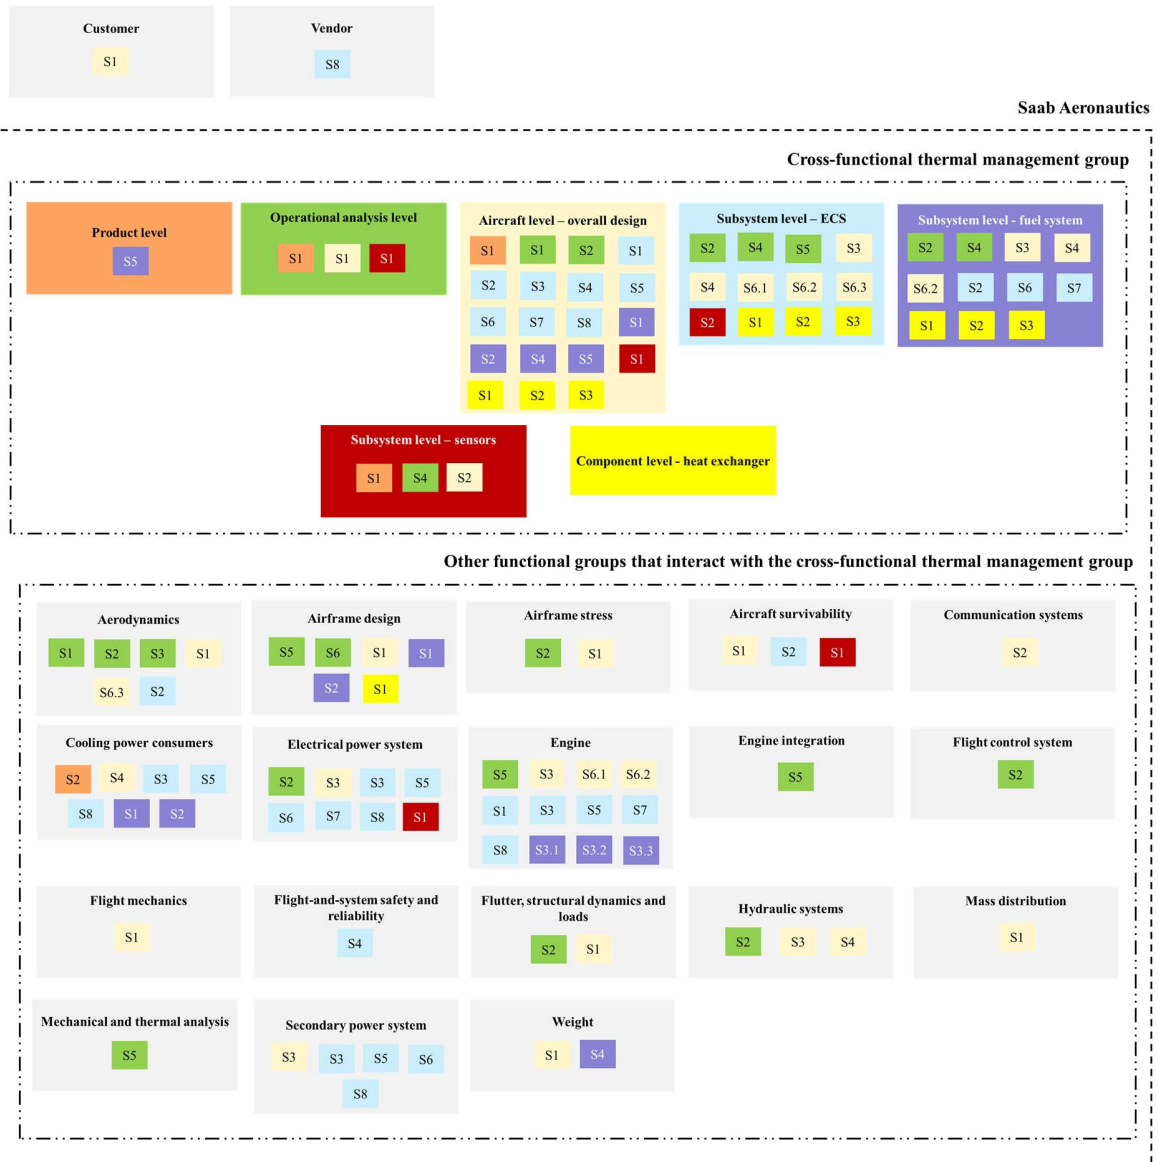 Customer
S1
Vendor
S8
Saab Aeronautics
Cross-functional thermal management group
Product level
S5
Operational analysis level
S1 S1 S1
Aircraft level – overall design
S1 S1 S2 S1
S2 S3 S4 S5
S6 S7 S8 S1
S2 S4 S5 S1
S1 S2 S3
Subsystem level – ECS
S2 S4 S5 S3
S4 S6.1 S6.2 S6.3
S2 S1 S2 S3
Subsystem level - fuel system
S2 S4 S3 S4
S6.2 S2 S6 S7
S1 S2 S3
Subsystem level – sensors
S1 S4 S2
Component level - heat exchanger
Other functional groups that interact with the cross-functional thermal management group
Aerodynamics
S1 S2 S3 S1
S6.3 S2
Airframe design
S5 S6 S1 S1
S2 S1
Airframe stress
S2 S1
Aircraft survivability
S1 S2 S1
Communication systems
S2
Cooling power consumers
S2 S4 S3 S5
S8 S1 S2
Electrical power system
S2 S3 S3 S5
S6 S7 S8 S1
Engine
S5 S3 S6.1 S6.2
S1 S3 S5 S7
S8 S3.1 S3.2 S3.3
Engine integration
S5
Flight control system
S2
Flight mechanics
S1
Flight-and-system safety and
reliability
S4
Flutter, structural dynamics and
loads
S2 S1
Hydraulic systems
S2 S3 S4
Mass distribution
S1
Mechanical and thermal analysis
S5
Secondary power system
S3 S3 S5 S6
S8
Weight
S1 S4